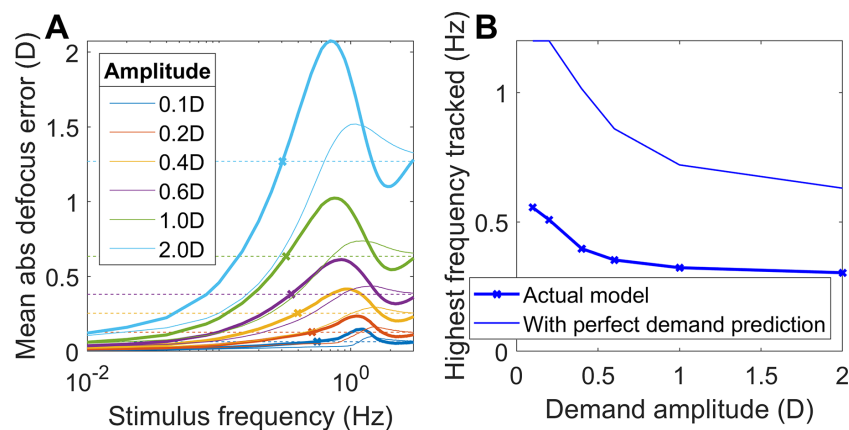 A
Mean abs defocus error (D)
2
1.5
1
0.5
0
Amplitude
0.1D
0.2D
0.4D
0.6D
1.0D
2.0D
10-2
100
Stimulus frequency (Hz)
B
Highest frequency tracked (Hz)
1
0.5
0
Actual model
With perfect demand prediction
0
0.5
1
1.5
2
Demand amplitude (D)